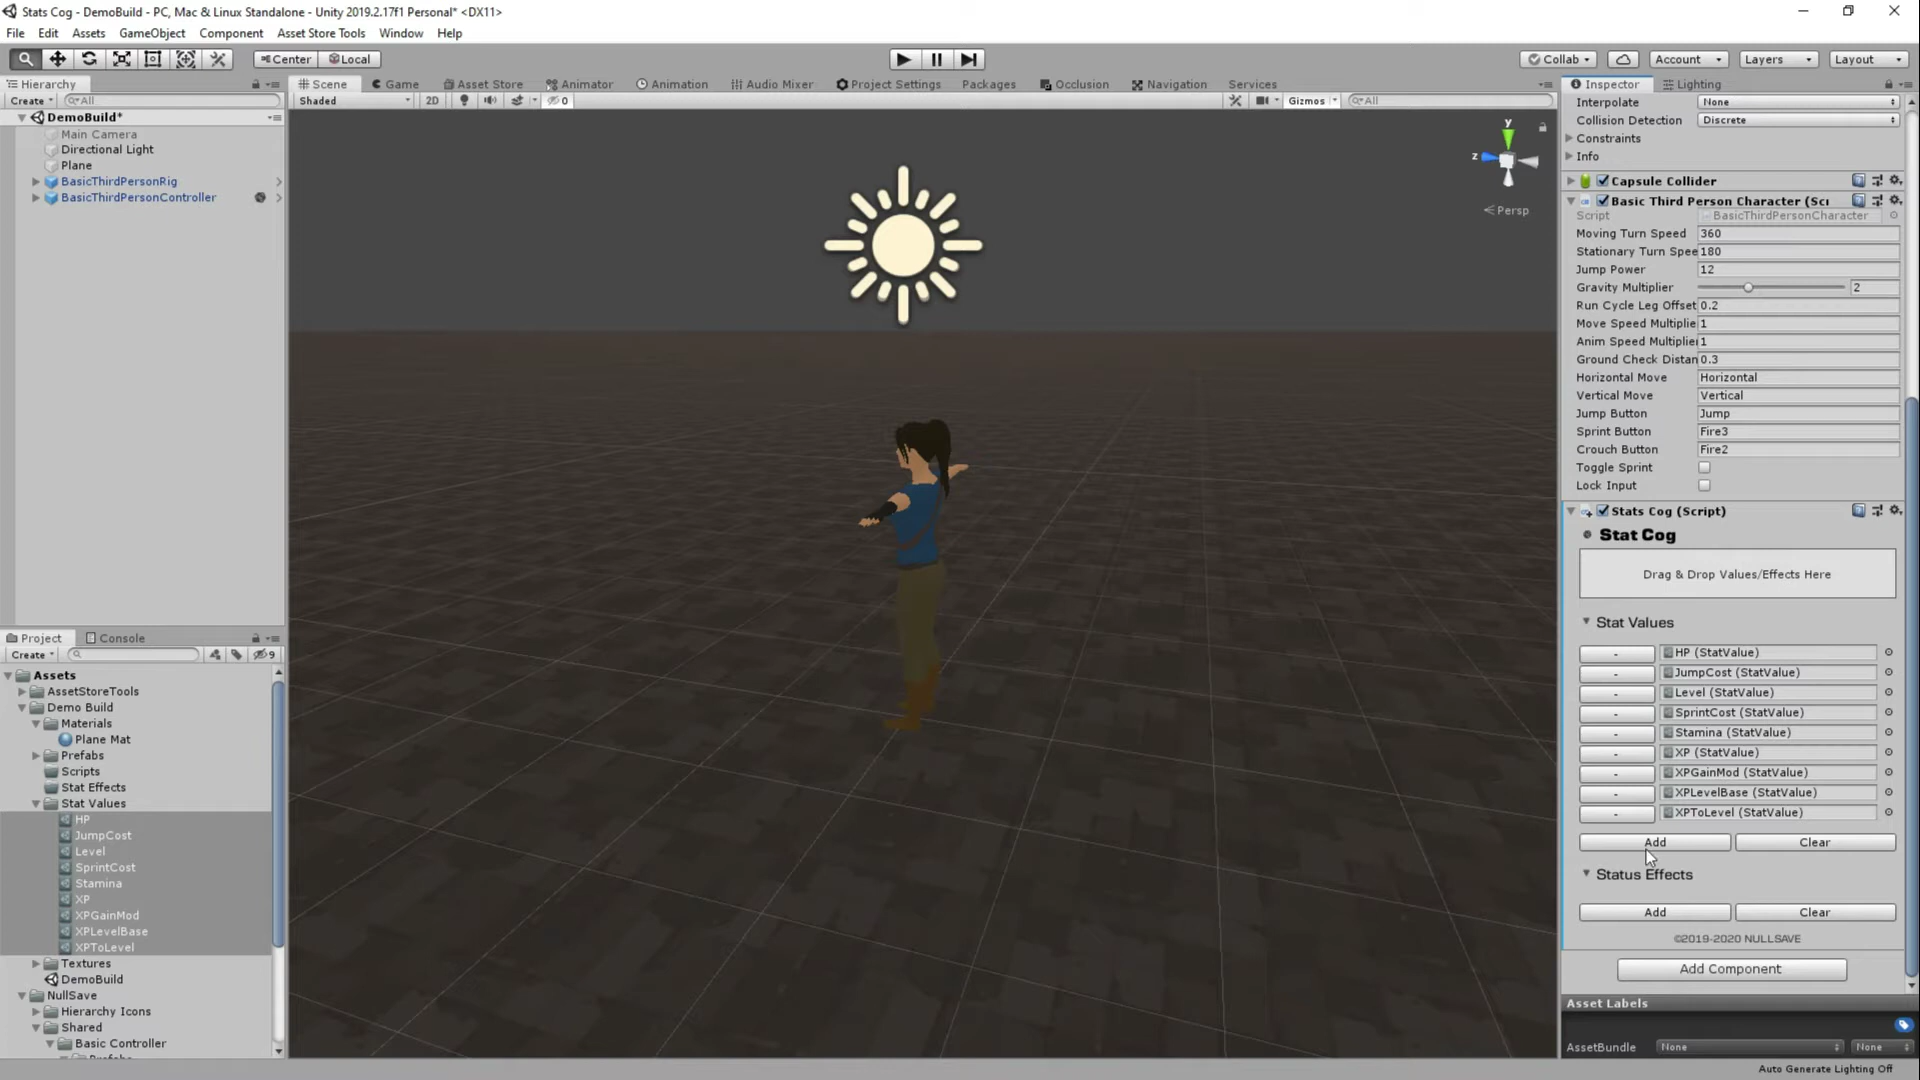 Stats Cog - DemoBuild - PC, Mac & Linux Standalone - Unity 2019.2.17f1 Personal* <DX11>
File Edit Assets GameObject Component Asset Store Tools Window Help
Center Local
Collab Account Layers Layout
Hierarchy
Create All
DemoBuild*
Main Camera
Directional Light
Plane
BasicThirdPersonRig
BasicThirdPersonController
Scene Game Asset Store Animator Animation Audio Mixer Project Settings Packages Occlusion Navigation Services
Shaded 2D 0 Gizmos All
y
z
Persp
Project Console
Create 9
Assets
AssetStoreTools
Demo Build
Materials
Plane Mat
Prefabs
Scripts
Stat Effects
Stat Values
HP
JumpCost
Level
SprintCost
Stamina
XP
XPGainMod
XPLevelBase
XPToLevel
Textures
DemoBuild
NullSave
Hierarchy Icons
Shared
Basic Controller
Prefabs
Inspector Lighting
Interpolate None
Collision Detection Discrete
Constraints
Info
Capsule Collider
Basic Third Person Character (Scı
Script BasicThirdPersonCharacter
Moving Turn Speed 360
Stationary Turn Spee 180
Jump Power 12
Gravity Multiplier 2
Run Cycle Leg Offset 0.2
Move Speed Multiplie 1
Anim Speed Multiplie 1
Ground Check Distan 0.3
Horizontal Move Horizontal
Vertical Move Vertical
Jump Button Jump
Sprint Button Fire3
Crouch Button Fire2
Toggle Sprint
Lock Input
Stats Cog (Script)
Stat Cog
Drag & Drop Values/Effects Here
Stat Values
- HP (StatValue)
- JumpCost (StatValue)
- Level (StatValue)
- SprintCost (StatValue)
- Stamina (StatValue)
- XP (StatValue)
- XPGainMod (StatValue)
- XPLevelBase (StatValue)
- XPToLevel (StatValue)
Add Clear
Status Effects
Add Clear
©2019-2020 NULLSAVE
Add Component
Asset Labels
AssetBundle None None
Auto Generate Lighting Off